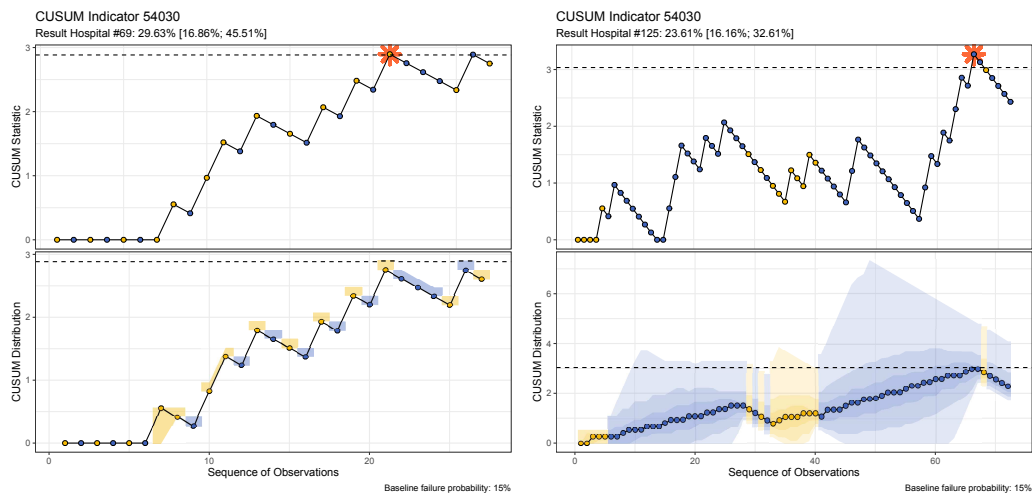 CUSUM Indicator 54030
Result Hospital #69: 29.63% [16.86%; 45.51%]
3
2
1
0
CUSUM Statistic
3
2
1
0
CUSUM Distribution
0
10
20
Sequence of Observations
Baseline failure probability: 15%
CUSUM Indicator 54030
Result Hospital #125: 23.61% [16.16%; 32.61%]
3
2
1
0
CUSUM Statistic
6
4
2
0
CUSUM Distribution
0
20
40
60
Sequence of Observations
Baseline failure probability: 15%